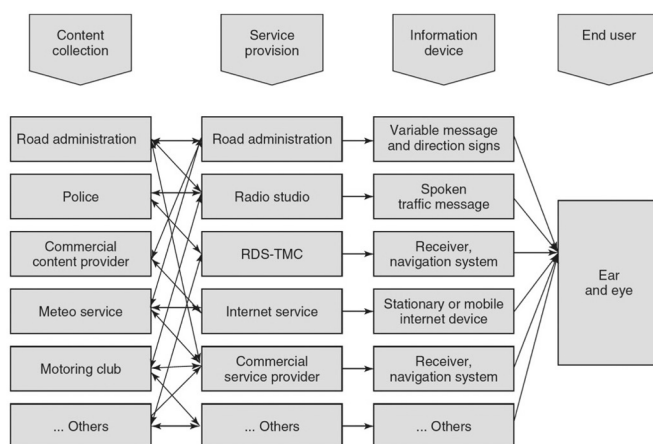 Content
collection
Service
provision
Information
device
End user
Road administration
Road administration
Variable message
and direction signs
Police
Radio studio
Spoken
traffic message
Commercial
content provider
RDS-TMC
Receiver,
navigation system
Ear
and eye
Meteo service
Internet service
Stationary or mobile
internet device
Motoring club
Commercial
service provider
Receiver,
navigation system
... Others
... Others
... Others